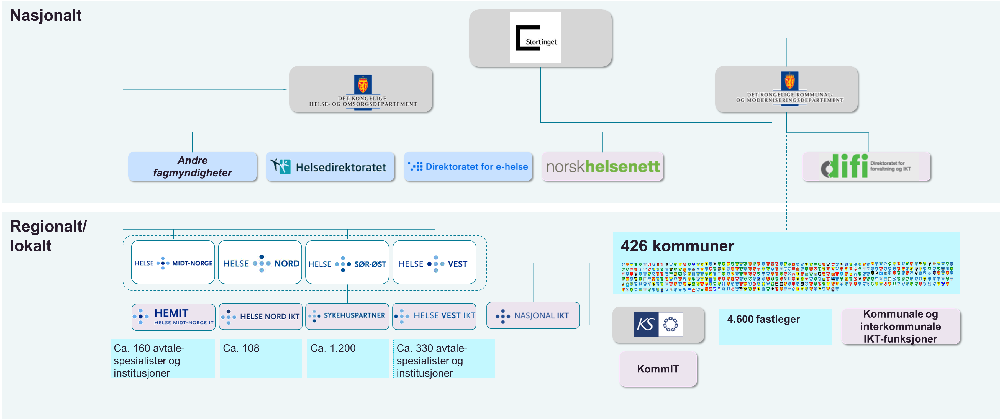 Nasjonalt
Stortinget
DET KONGELIGE
HELSE- OG OMSORGSDEPARTEMENT
DET KONGELIGE KOMMUNAL-
OG MODERNISERINGSDEPARTEMENT
Andre
fagmyndigheter
Helsedirektoratet
Direktoratet for e-helse
norskhelsenett
difi
Direktoratet for
forvaltning og IKT
Regionalt/
lokalt
HELSE MIDT-NORGE
HELSE NORD
HELSE SØR-ØST
HELSE VEST
426 kommuner
HEMIT
HELSE MIDT-NORGE IT
HELSE NORD IKT
SYKEHUSPARTNER
HELSE VEST IKT
NASJONAL IKT
KS
4.600 fastleger
Kommunale og
interkommunale
IKT-funksjoner
Ca. 160 avtale-
spesialister og
institusjoner
Ca. 108
Ca. 1.200
Ca. 330 avtale-
spesialister og
institusjoner
KommIT